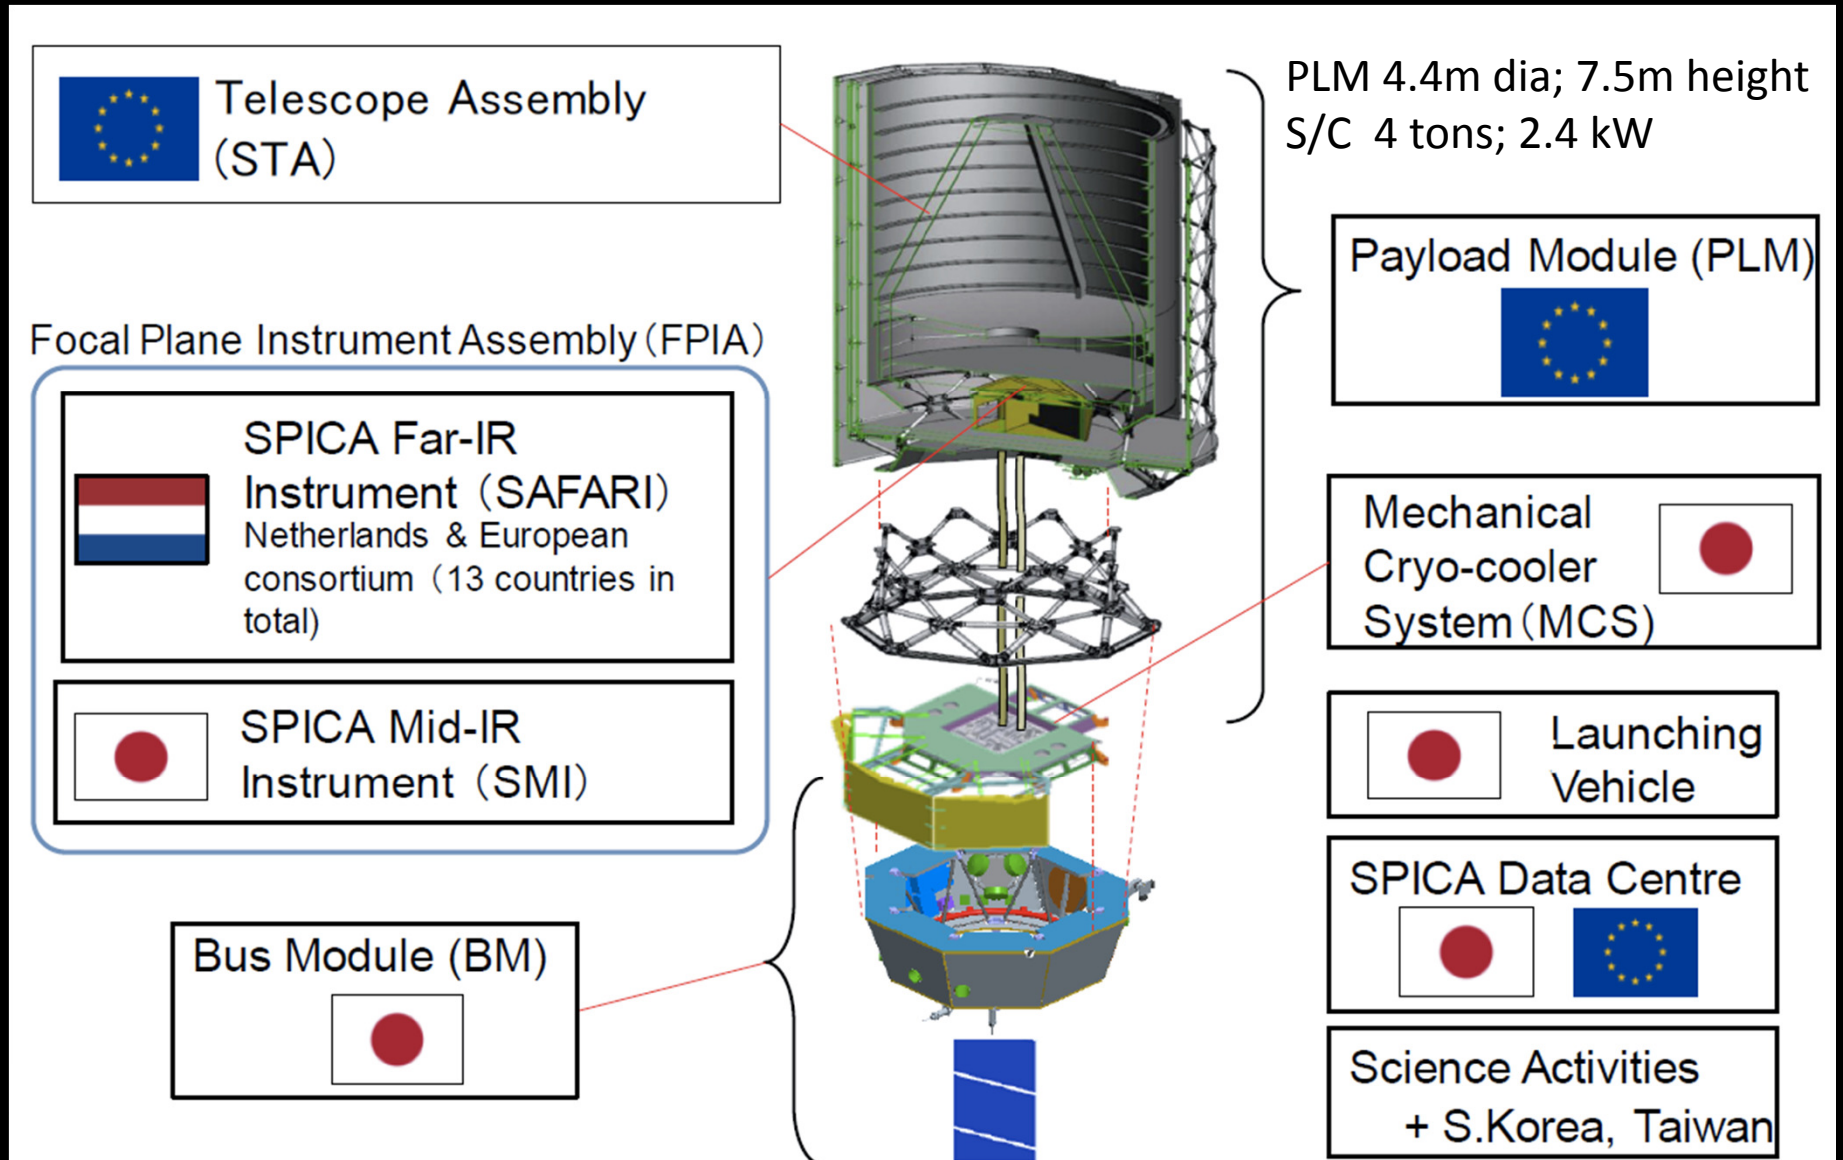 Telescope Assembly
(STA)
PLM 4.4m dia; 7.5m height
S/C 4 tons; 2.4 kW
Payload Module (PLM)
Focal Plane Instrument Assembly (FPIA)
SPICA Far-IR
Instrument (SAFARI)
Netherlands & European
consortium (13 countries in
total)
SPICA Mid-IR
Instrument (SMI)
Mechanical
Cryo-cooler
System (MCS)
Launching
Vehicle
SPICA Data Centre
Bus Module (BM)
Science Activities
+ S.Korea, Taiwan